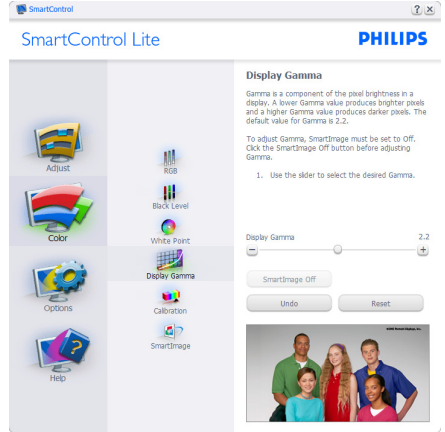 SmartControl
SmartControl Lite
PHILIPS
Adjust
Color
Options
Help
RGB
Black Level
White Point
Display Gamma
Calibration
SmartImage
Display Gamma
Gamma is a component of the pixel brightness in a
display. A lower Gamma value produces brighter pixels
and a higher Gamma value produces darker pixels. The
default value for Gamma is 2.2.
To adjust Gamma, SmartImage must be set to Off.
Click the SmartImage Off button before adjusting
Gamma.
1. Use the slider to select the desired Gamma.
Display Gamma 2.2
SmartImage Off
Undo Reset